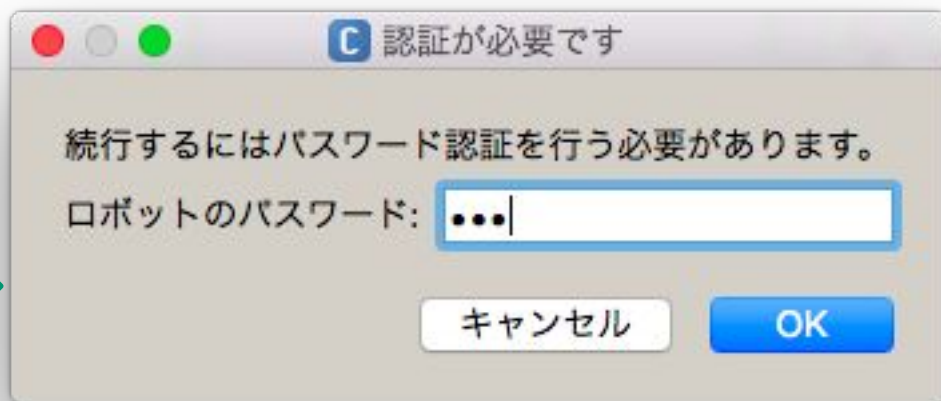 C 認証が必要です
続行するにはパスワード認証を行う必要があります。
ロボットのパスワード: •••
キャンセル OK